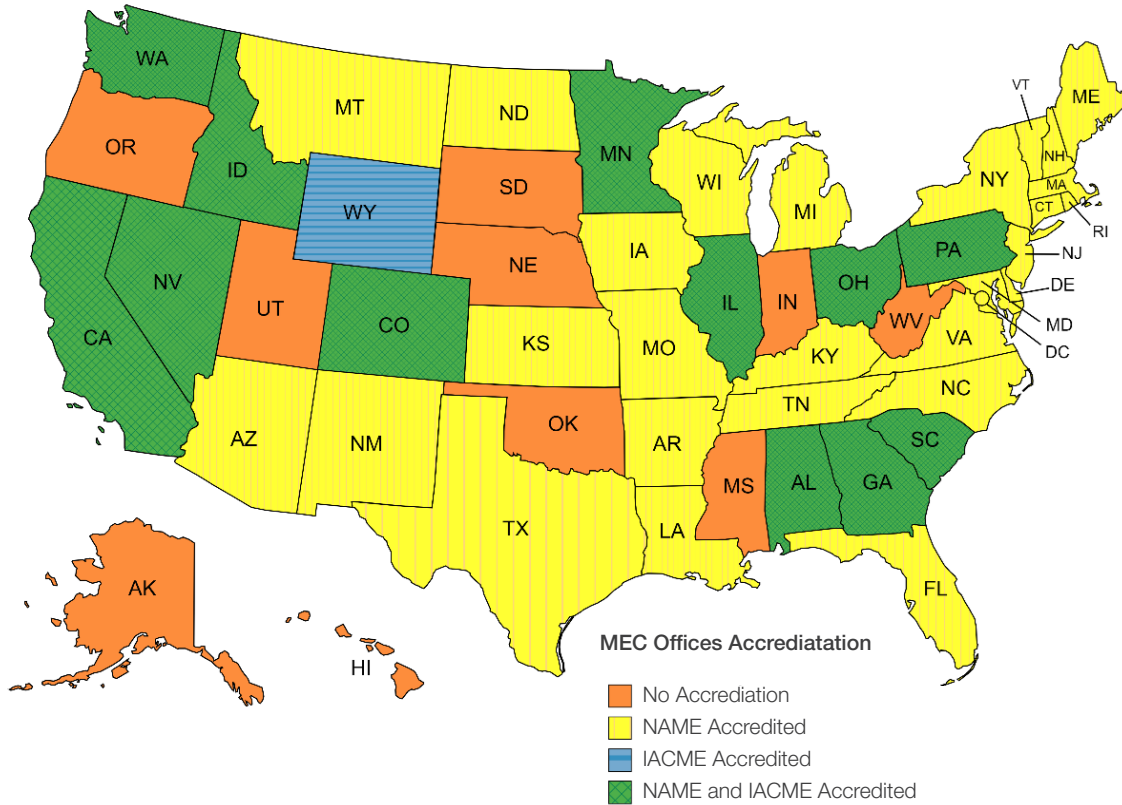 WA
MT
ND
MN
VT
ME
OR
ID
SD
WI
NH
NY
MA
WY
MI
CT
RI
IA
PA
NE
NJ
NV
OH
IL
IN
DE
UT
CO
WV
MD
CA
KS
MO
KY
VA
DC
NC
TN
OK
AZ
NM
AR
SC
MS
AL
GA
TX
LA
AK
FL
HI
MEC Offices Accrediatation
No Accrediation
NAME Accredited
IACME Accredited
NAME and IACME Accredited